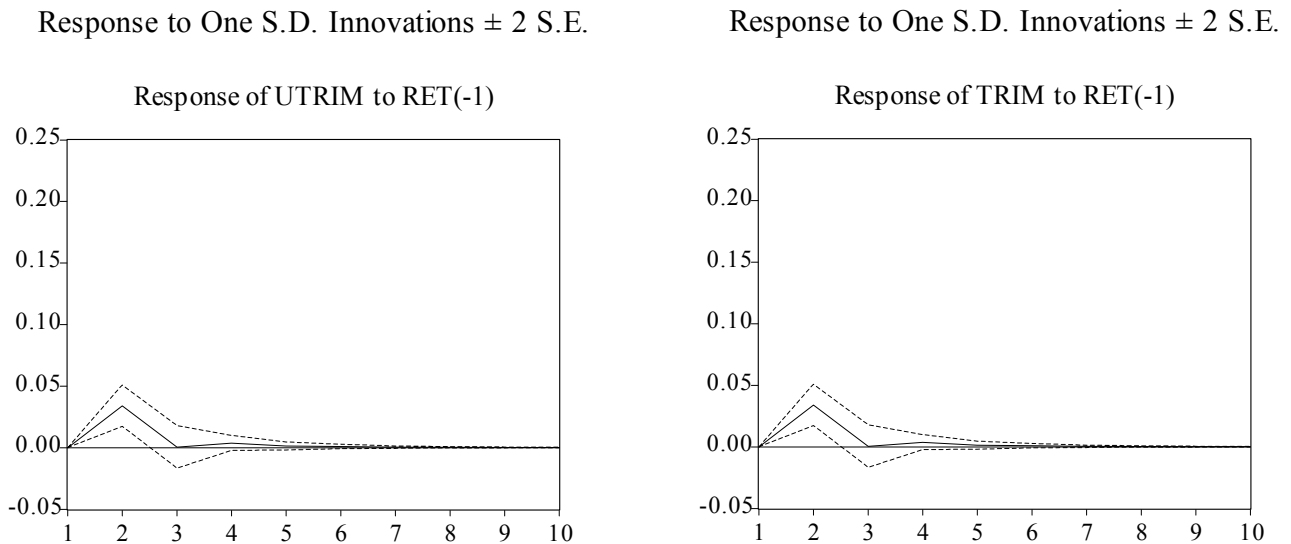 Response to One S.D. Innovations ± 2 S.E.
Response of UTRIM to RET(-1)
0.25
0.20
0.15
0.10
0.05
0.00
-0.05
1 2 3 4 5 6 7 8 9 10
Response to One S.D. Innovations ± 2 S.E.
Response of TRIM to RET(-1)
0.25
0.20
0.15
0.10
0.05
0.00
-0.05
1 2 3 4 5 6 7 8 9 10